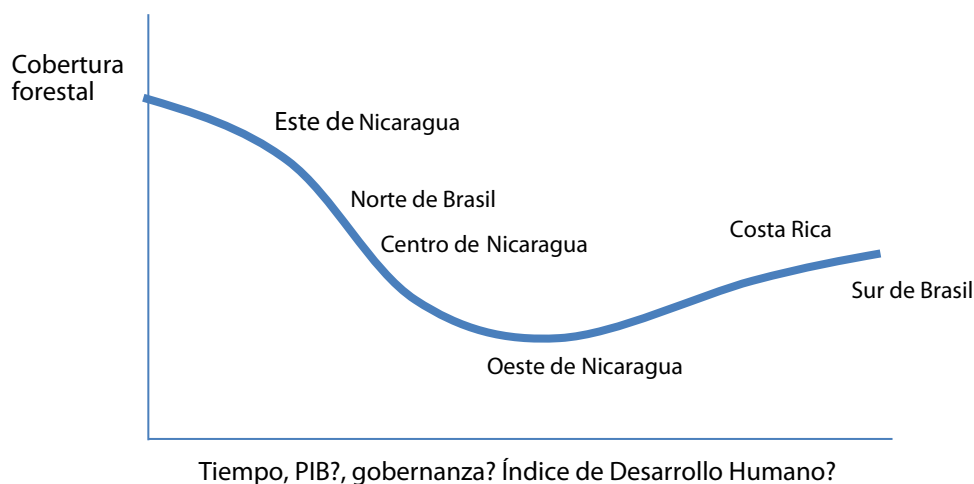 Cobertura
forestal
Este de Nicaragua
Norte de Brasil
Centro de Nicaragua
Costa Rica
Sur de Brasil
Oeste de Nicaragua
Tiempo, PIB?, gobernanza? Índice de Desarrollo Humano?